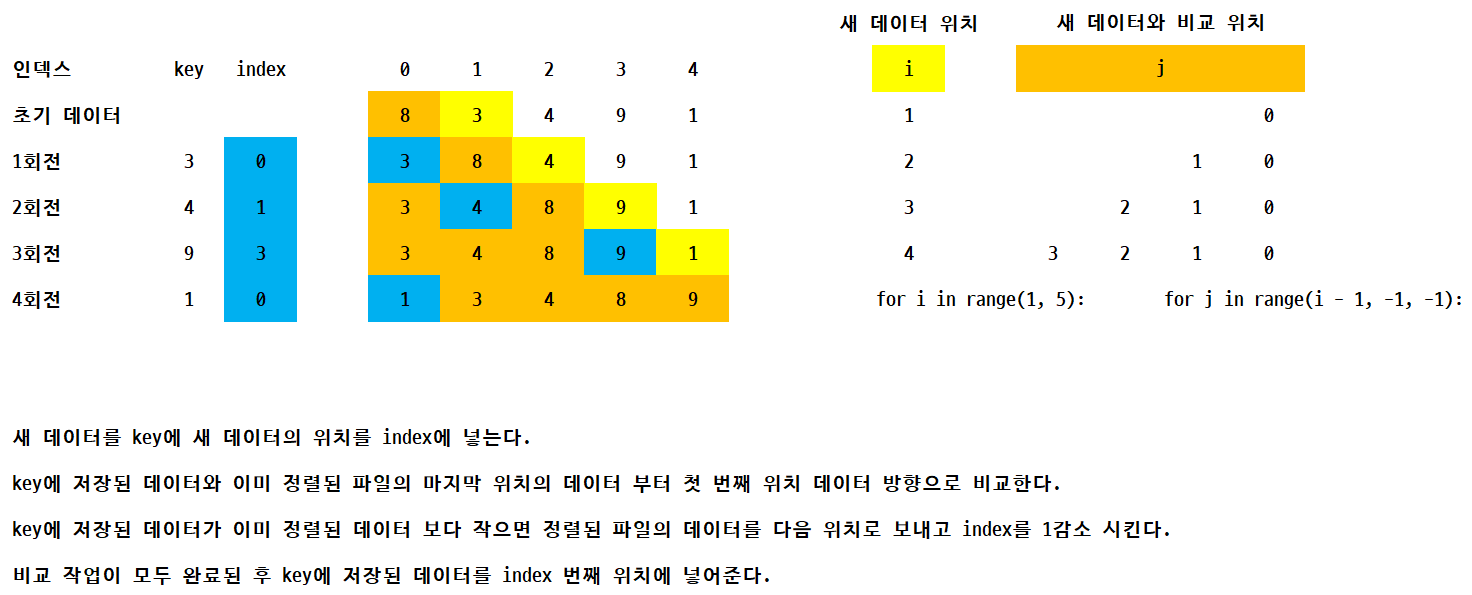 새 데이터 위치 새 데이터와 비교 위치
인덱스 key index 0 1 2 3 4 i j
초기 데이터 8 3 4 9 1 1 0
1회전 3 0 3 8 4 9 1 2 1 0
2회전 4 1 3 4 8 9 1 3 2 1 0
3회전 9 3 3 4 8 9 1 4 3 2 1 0
4회전 1 0 1 3 4 8 9 for i in range(1, 5): for j in range(i - 1, -1, -1):
새 데이터를 key에 새 데이터의 위치를 index에 넣는다.
key에 저장된 데이터와 이미 정렬된 파일의 마지막 위치의 데이터 부터 첫 번째 위치 데이터 방향으로 비교한다.
key에 저장된 데이터가 이미 정렬된 데이터 보다 작으면 정렬된 파일의 데이터를 다음 위치로 보내고 index를 1감소 시킨다.
비교 작업이 모두 완료된 후 key에 저장된 데이터를 index 번째 위치에 넣어준다.